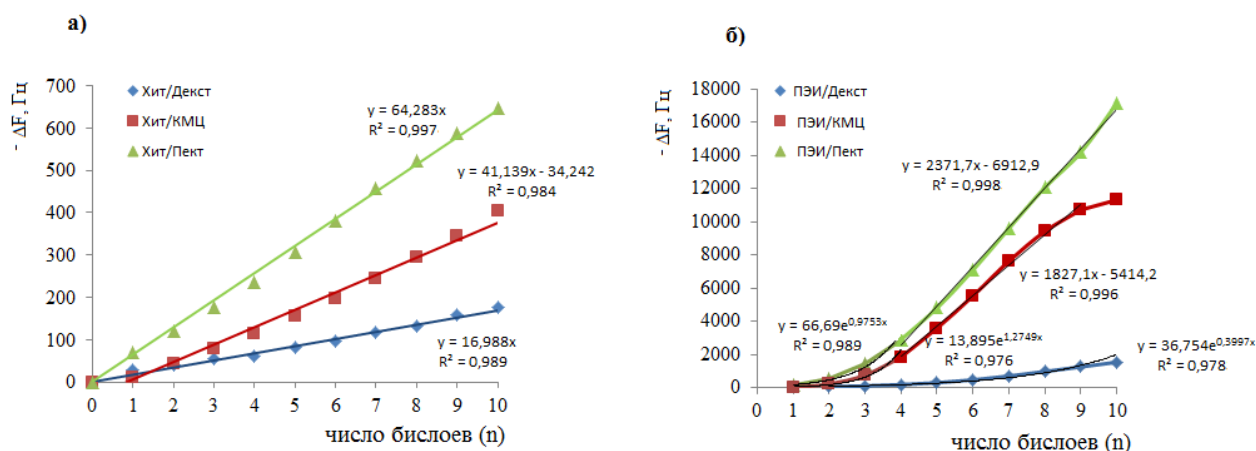 а)
- ΔF, Гц
700
600
500
400
300
200
100
0
0 1 2 3 4 5 6 7 8 9 10
число бислоев (n)
Хит/Декст
Хит/КМЦ
Хит/Пект
y = 64,283x
R² = 0,997
y = 41,139x - 34,242
R² = 0,984
y = 16,988x
R² = 0,989
б)
- ΔF, Гц
18000
16000
14000
12000
10000
8000
6000
4000
2000
0
0 1 2 3 4 5 6 7 8 9 10
число бислоев (n)
ПЭИ/Декст
ПЭИ/КМЦ
ПЭИ/Пект
y = 2371,7x - 6912,9
R² = 0,998
y = 1827,1x - 5414,2
R² = 0,996
y = 66,69e^0,9753x
R² = 0,989
y = 13,895e^1,2749x
R² = 0,976
y = 36,754e^0,3997x
R² = 0,978